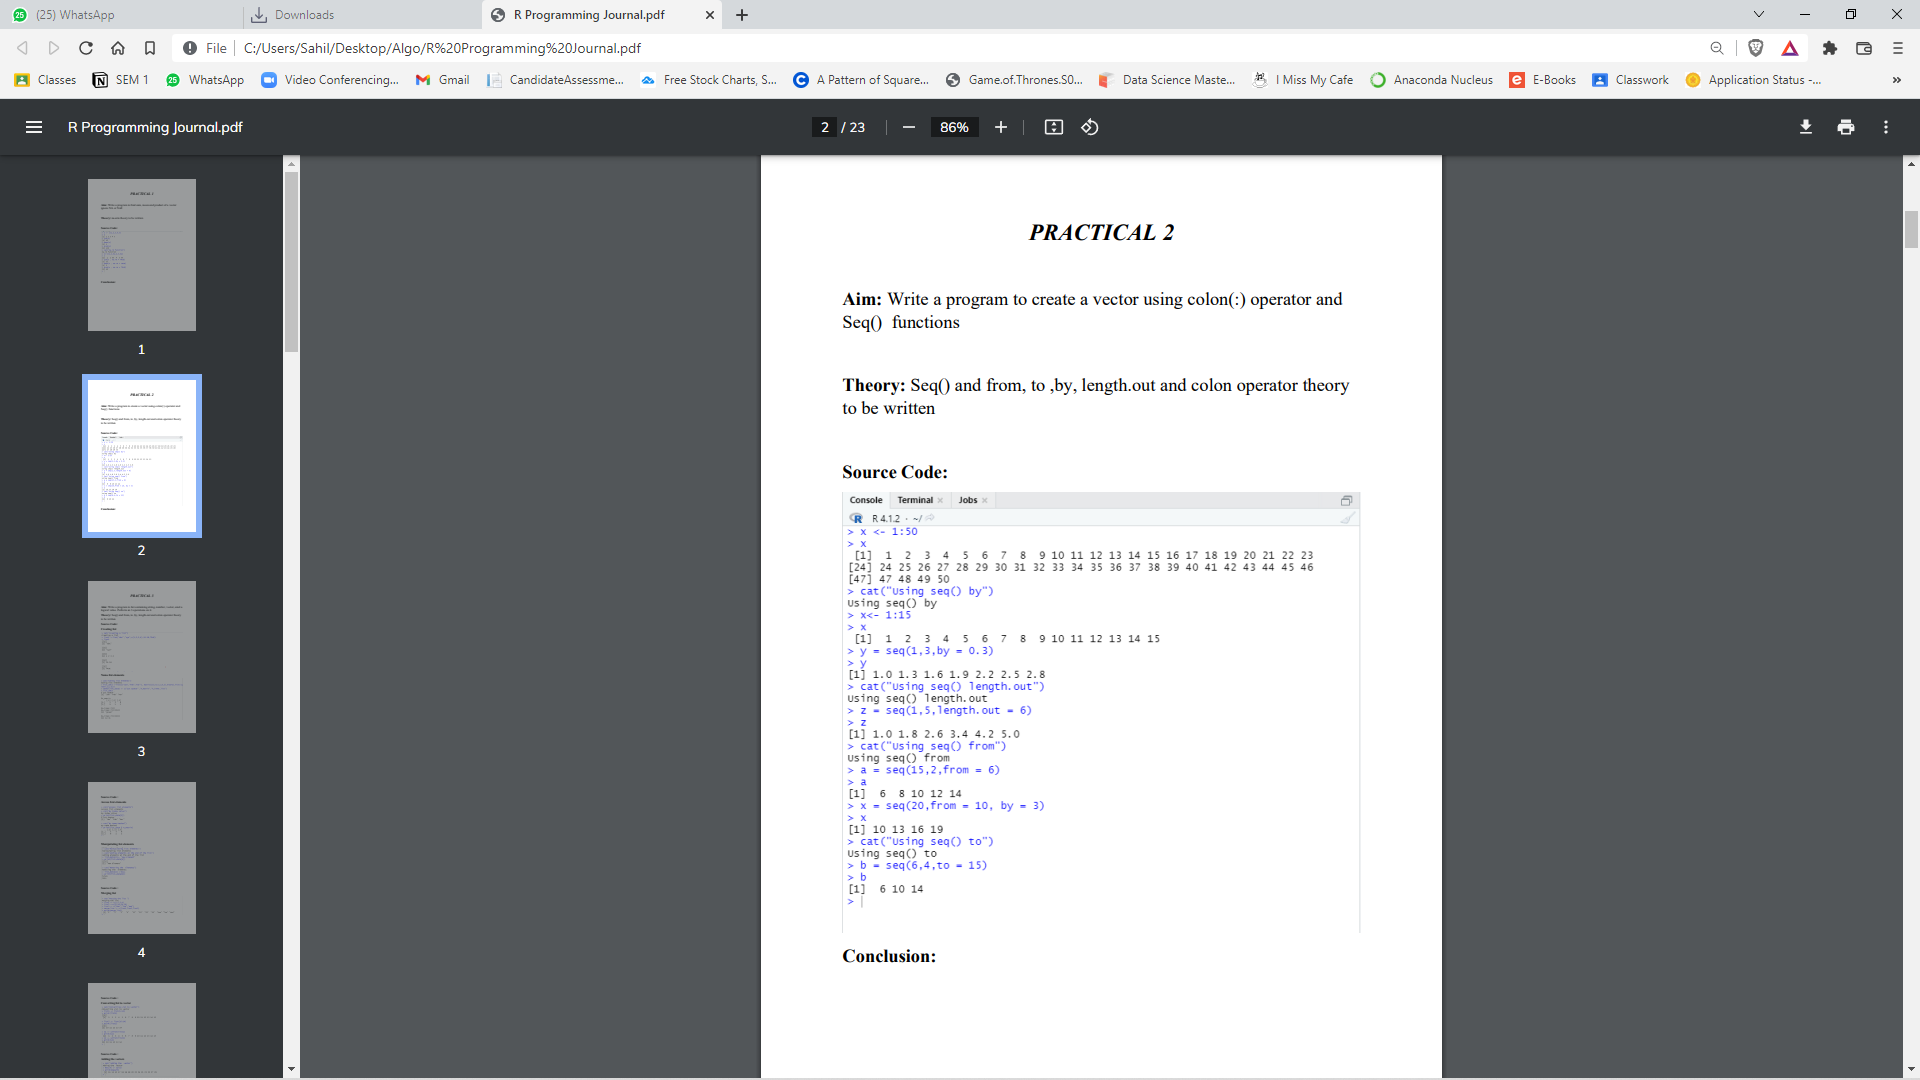 (25) WhatsApp
Downloads
R Programming Journal.pdf
File
C:/Users/Sahil/Desktop/Algo/R%20Programming%20Journal.pdf
Classes
SEM 1
WhatsApp
Video Conferencing...
Gmail
CandidateAssessme...
Free Stock Charts, S...
A Pattern of Square...
Game.of.Thrones.S0...
Data Science Maste...
I Miss My Cafe
Anaconda Nucleus
E-Books
Classwork
Application Status -...
R Programming Journal.pdf
2 / 23
86%
1
2
3
4
PRACTICAL 2
Aim: Write a program to create a vector using colon(:) operator and
Seq()  functions
Theory: Seq() and from, to ,by, length.out and colon operator theory
to be written
Source Code:
Console Terminal Jobs
R 4.1.2 · ~/
> x <- 1:50
> x
[1] 1 2 3 4 5 6 7 8 9 10 11 12 13 14 15 16 17 18 19 20 21 22 23
[24] 24 25 26 27 28 29 30 31 32 33 34 35 36 37 38 39 40 41 42 43 44 45 46
[47] 47 48 49 50
> cat("Using seq() by")
Using seq() by
> x<- 1:15
> x
[1] 1 2 3 4 5 6 7 8 9 10 11 12 13 14 15
> y = seq(1,3,by = 0.3)
> y
[1] 1.0 1.3 1.6 1.9 2.2 2.5 2.8
> cat("Using seq() length.out")
Using seq() length.out
> z = seq(1,5,length.out = 6)
> z
[1] 1.0 1.8 2.6 3.4 4.2 5.0
> cat("Using seq() from")
Using seq() from
> a = seq(15,2,from = 6)
> a
[1] 6 8 10 12 14
> x = seq(20,from = 10, by = 3)
> x
[1] 10 13 16 19
> cat("Using seq() to")
Using seq() to
> b = seq(6,4,to = 15)
> b
[1] 6 10 14
>
Conclusion: